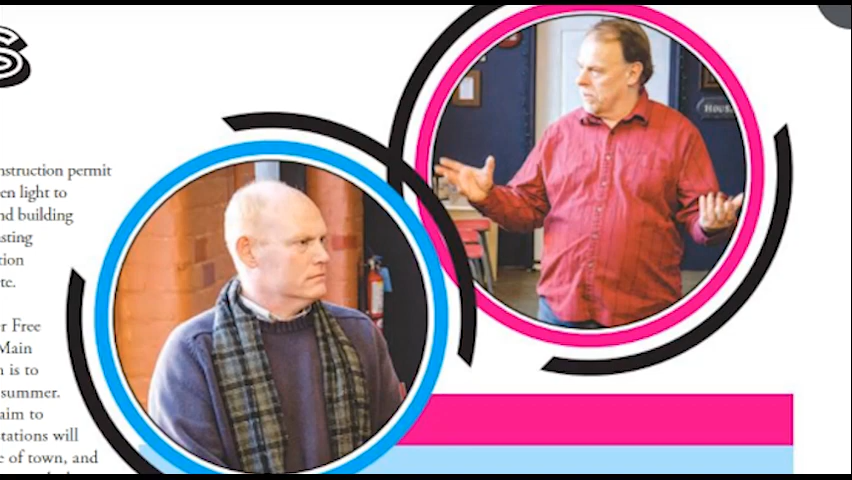 S
nstruction permit
en light to
nd building
sting
tion
te.
r Free
Main
n is to
summer.
aim to
tations will
e of town, and
HOUS